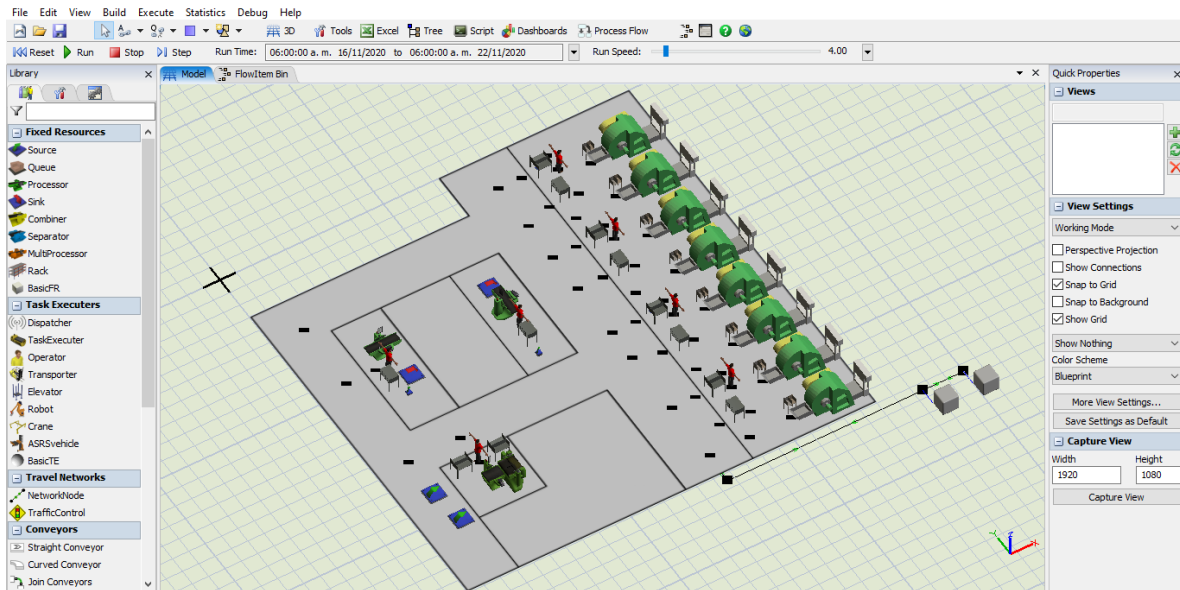 File Edit View Build Execute Statistics Debug Help
3D Tools Excel Tree Script Dashboards Process Flow
Reset Run Stop Step Run Time: 06:00:00 a. m. 16/11/2020 to 06:00:00 a. m. 22/11/2020 Run Speed: 4.00
Library
Model FlowItem Bin
Fixed Resources
Source
Queue
Processor
Sink
Combiner
Separator
MultiProcessor
Rack
BasicFR
Task Executers
Dispatcher
TaskExecuter
Operator
Transporter
Elevator
Robot
Crane
ASRSvehicle
BasicTE
Travel Networks
NetworkNode
TrafficControl
Conveyors
Straight Conveyor
Curved Conveyor
Join Conveyors
Quick Properties
Views
View Settings
Working Mode
Perspective Projection
Show Connections
Snap to Grid
Snap to Background
Show Grid
Show Nothing
Color Scheme
Blueprint
More View Settings...
Save Settings as Default
Capture View
Width Height
1920 1080
Capture View